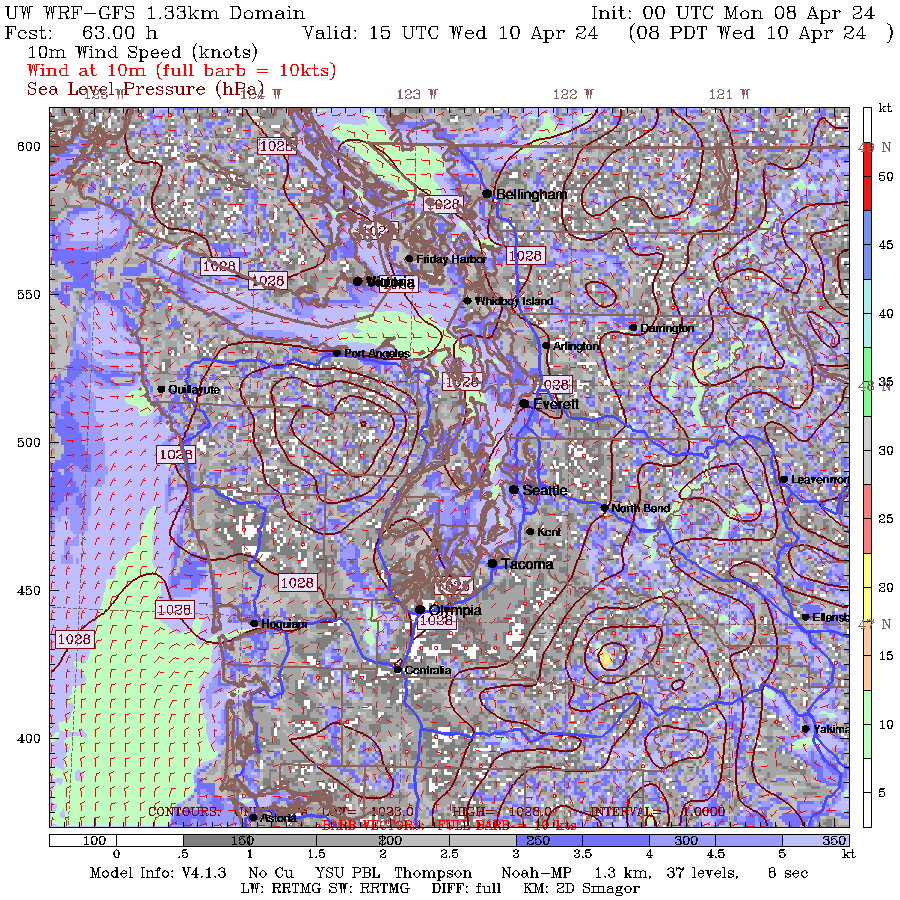 UW WRF-GFS 1.33km Domain Init: 00 UTC Mon 08 Apr 24
Fcst: 63.00 h Valid: 15 UTC Wed 10 Apr 24 (08 PDT Wed 10 Apr 24 )
10m Wind Speed (knots)
Wind at 10m (full barb = 10kts)
Sea Level Pressure (hPa)
125 W 124 W 123 W 122 W 121 W
kt
600
1028
49 N
50
Bellingham
1028
45
Friday Harbor
1028
1028
1028
Victoria
550
Whidbey Island
40
Darrington
Arlington
Port Angeles
1028
1028
35
48 N
Quillayute
Everett
500
1028
30
Leavenwor
Seattle
North Bend
25
Kent
Tacoma
450
1028
1028
20
1028
Olympia
Ellensb
1028
Hoquiam
47 N
1028
15
Centralia
400
Yakima
10
5
CONTOURS: LOW= 1023.0 HIGH= 1028.0 INTERVAL= 1.0000
Astoria
BARB VECTORS: FULL BARB = 10 kts
100 150 200 250 300 350
0 .5 1 1.5 2 2.5 3 3.5 4 4.5 5 kt
Model Info: V4.1.3 No Cu YSU PBL Thompson Noah-MP 1.3 km, 37 levels, 8 sec
LW: RRTMG SW: RRTMG DIFF: full KM: 2D Smagor